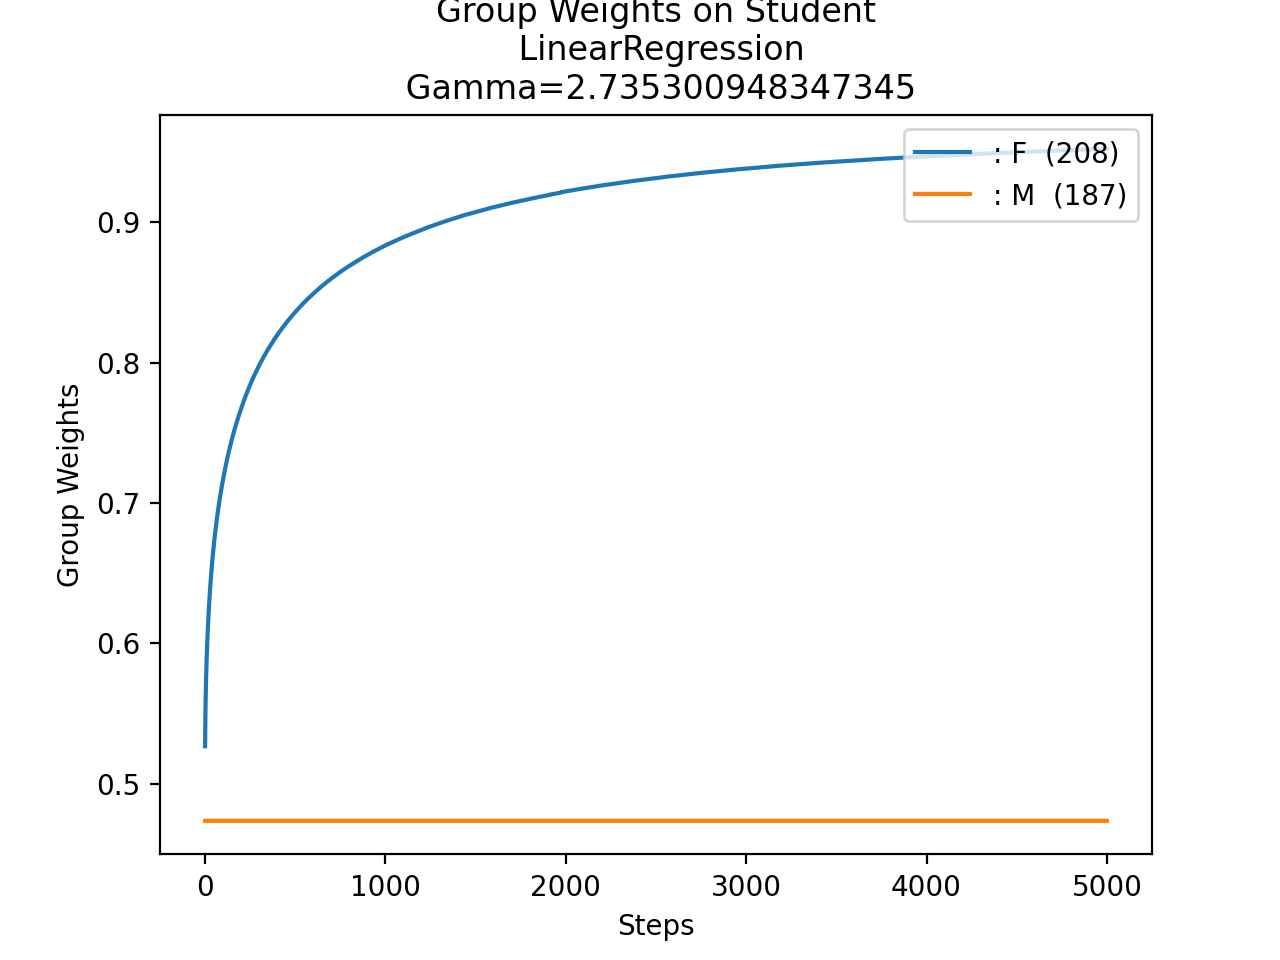 Group Weights on Student
LinearRegression
Gamma=2.735300948347345
: F (208)
: M (187)
0.9
0.8
0.7
0.6
0.5
Group Weights
0 1000 2000 3000 4000 5000
Steps